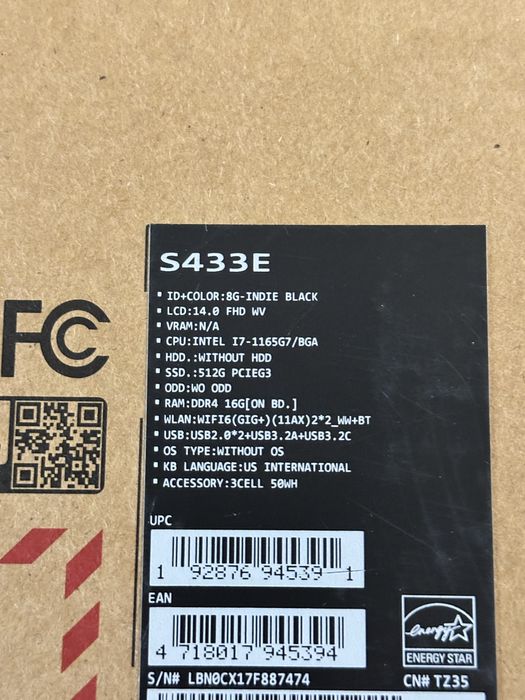 S433E
▪ ID+COLOR:8G-INDIE BLACK
▪ LCD:14.0 FHD WV
▪ VRAM:N/A
▪ CPU:INTEL I7-1165G7/BGA
▪ HDD.:WITHOUT HDD
▪ SSD.:512G PCIEG3
▪ ODD:WO ODD
▪ RAM:DDR4 16G[ON BD.]
▪ WLAN:WIFI6(GIG+)(11AX)2*2_WW+BT
▪ USB:USB2.0*2+USB3.2A+USB3.2C
▪ OS TYPE:WITHOUT OS
▪ KB LANGUAGE:US INTERNATIONAL
▪ ACCESSORY:3CELL 50WH
FC
UPC
1 92876 94539 1
EAN
4 718017 945394
energy
ENERGY STAR
S/N# LBN0CX17F887474
CN# TZ35